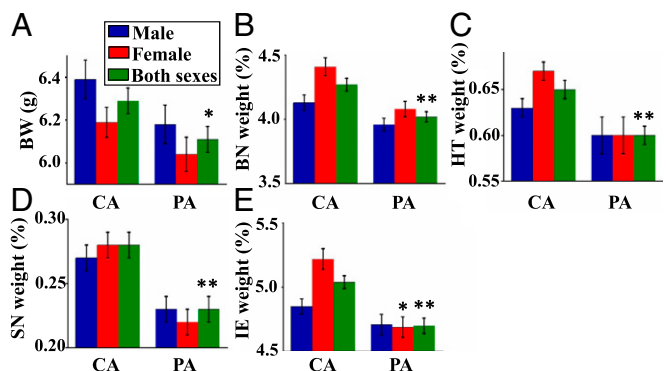 A
Male
Female
Both sexes
BW (g)
6.4
6.2
6.0
*
CA PA
B
BN weight (%)
4.5
4.0
3.5
**
CA PA
C
HT weight (%)
0.65
0.60
0.55
**
CA PA
D
SN weight (%)
0.30
0.25
0.20
**
CA PA
E
IE weight (%)
5.5
5.0
4.5
* **
CA PA